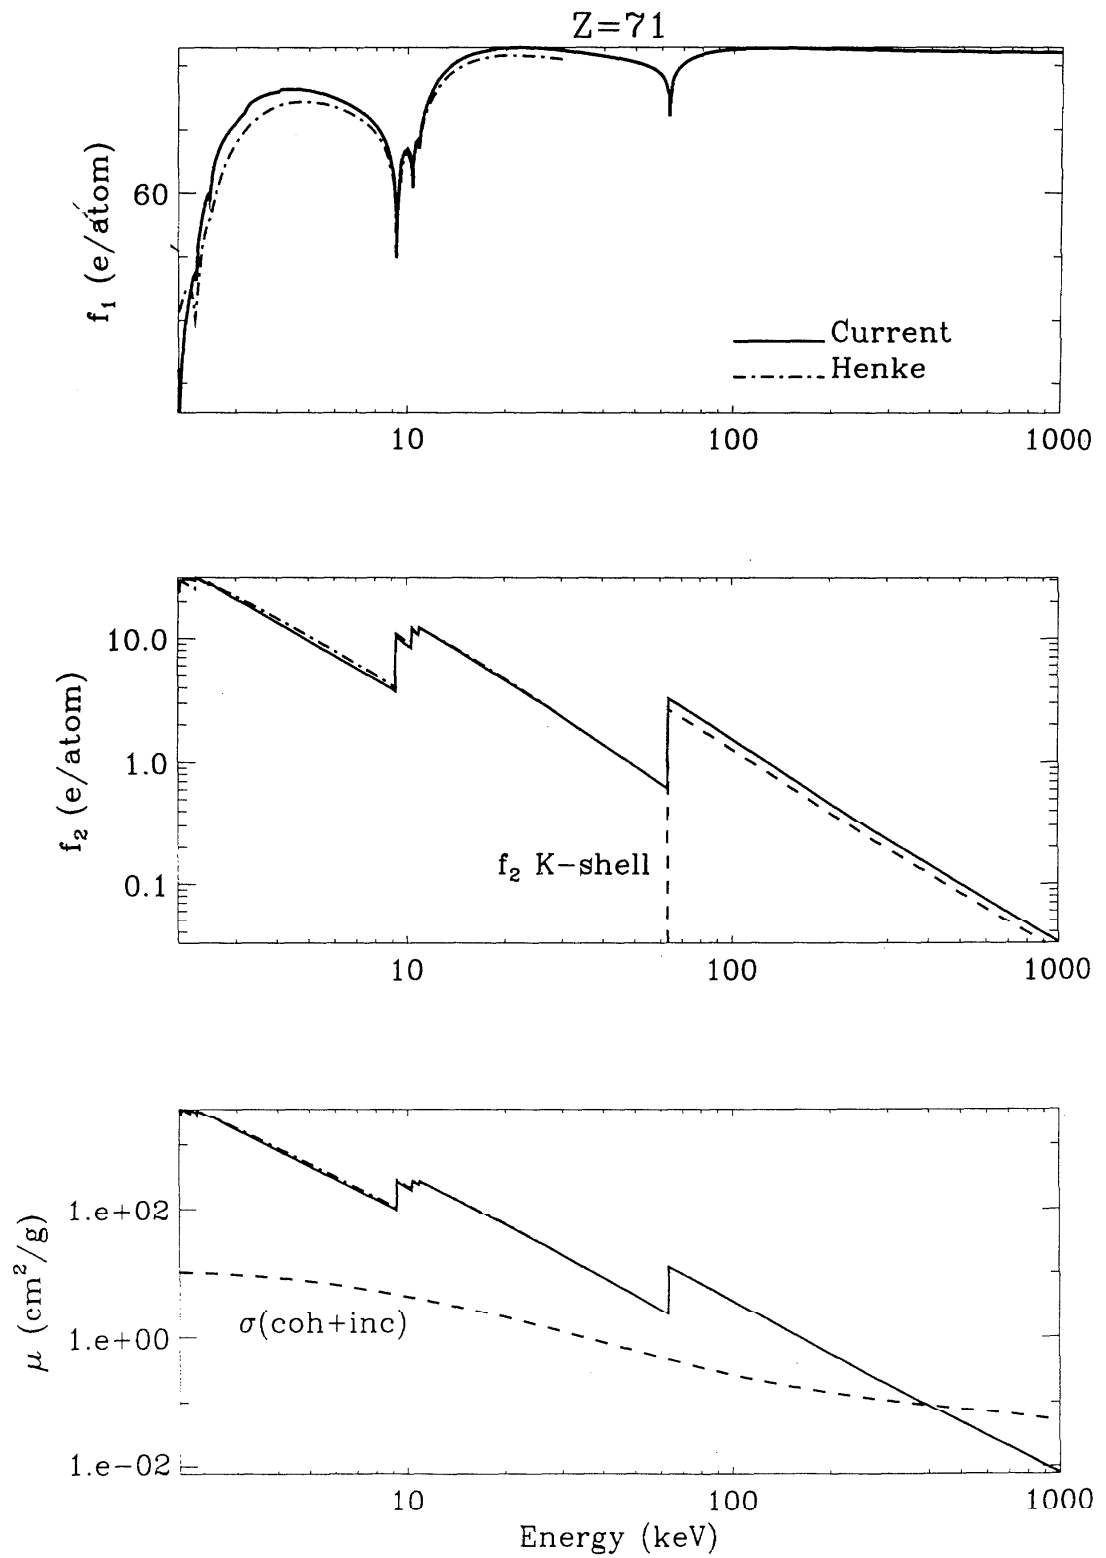 Z=71
f₁ (e/atom)
60
Current
Henke
10 100 1000
f₂ (e/atom)
10.0
1.0
0.1
f₂ K-shell
10 100 1000
μ (cm²/g)
1.e+02
1.e+00
1.e-02
σ(coh+inc)
10 100 1000
Energy (keV)